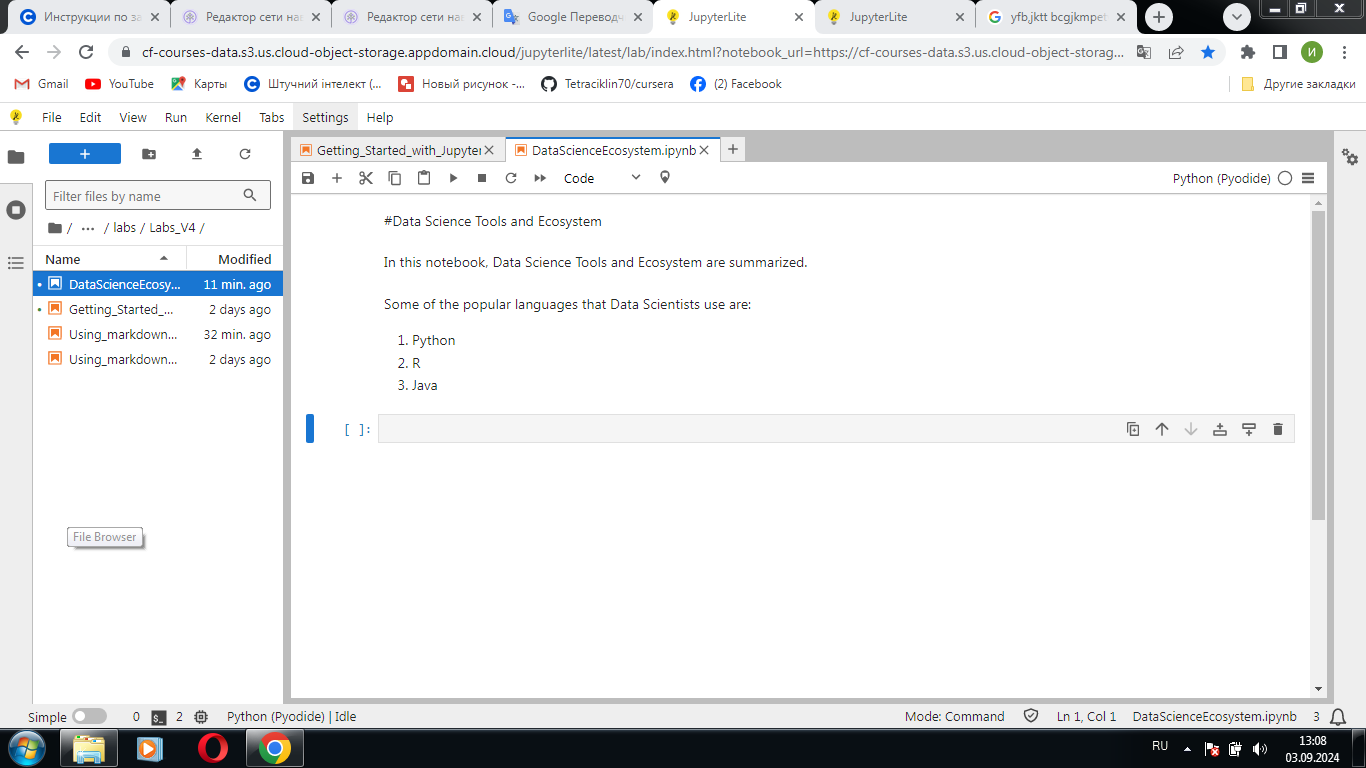 Инструкции по за
Редактор сети нав
Редактор сети нав
Google Переводч
JupyterLite
JupyterLite
yfb,jktt bcgjkmpet
cf-courses-data.s3.us.cloud-object-storage.appdomain.cloud/jupyterlite/latest/lab/index.html?notebook_url=https://cf-courses-data.s3.us.cloud-object-storag...
И
Gmail
YouTube
Карты
Штучний інтелект (...
Новый рисунок -...
Tetraciklin70/cursera
(2) Facebook
Другие закладки
File Edit View Run Kernel Tabs Settings Help
Getting_Started_with_Jupyter
DataScienceEcosystem.ipynb
Filter files by name
Code
Python (Pyodide)
/ ... / labs / Labs_V4 /
Name Modified
DataScienceEcosy... 11 min. ago
Getting_Started_... 2 days ago
Using_markdown... 32 min. ago
Using_markdown... 2 days ago
File Browser
#Data Science Tools and Ecosystem
In this notebook, Data Science Tools and Ecosystem are summarized.
Some of the popular languages that Data Scientists use are:
1. Python
2. R
3. Java
[ ]:
Simple 0 2 Python (Pyodide) | Idle Mode: Command Ln 1, Col 1 DataScienceEcosystem.ipynb 3
RU
13:08
03.09.2024